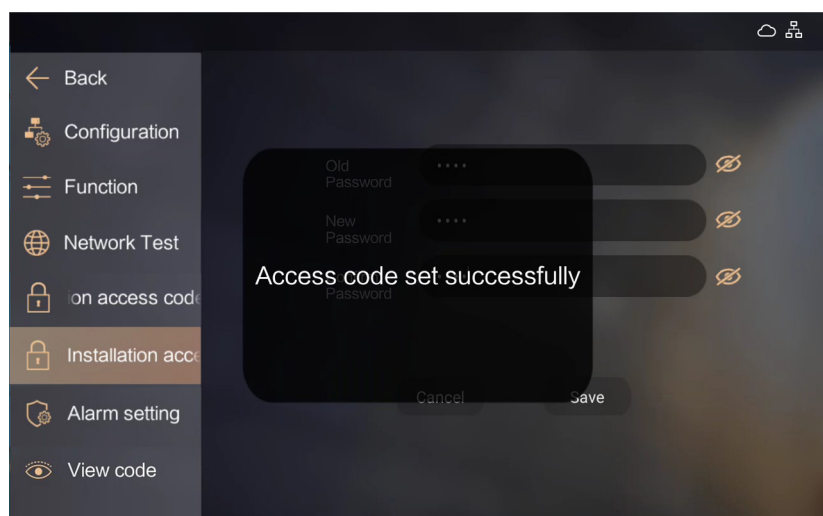 Back
Configuration
Function
Network Test
ion access code
Installation acce
Alarm setting
View code
Old
Password
New
Password
Access code set successfully
Password
Cancel
Save